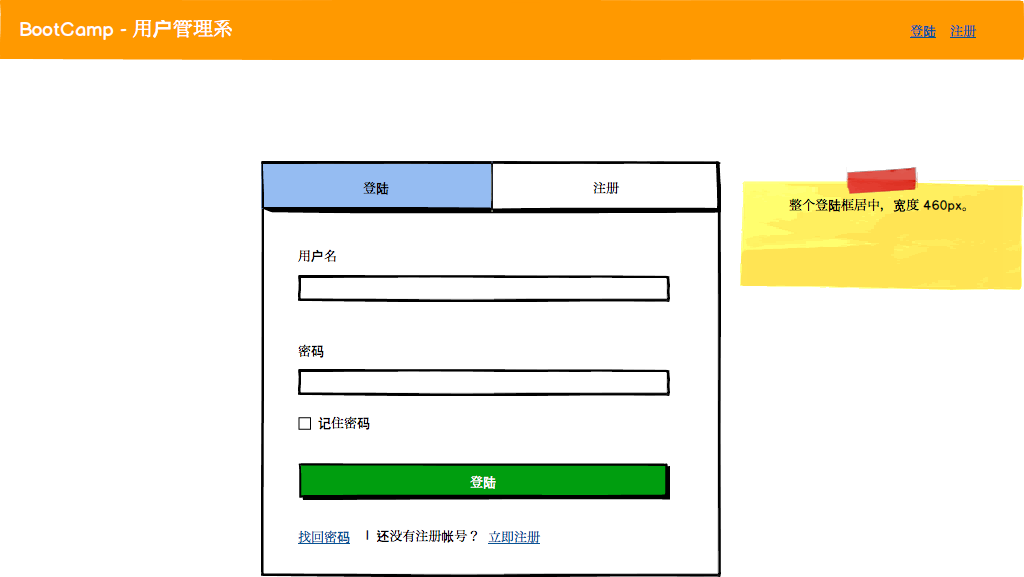 BootCamp - 用户管理系
登陆 注册
登陆 注册
整个登陆框居中，宽度 460px。
用户名
密码
记住密码
登陆
找回密码 | 还没有注册帐号？ 立即注册